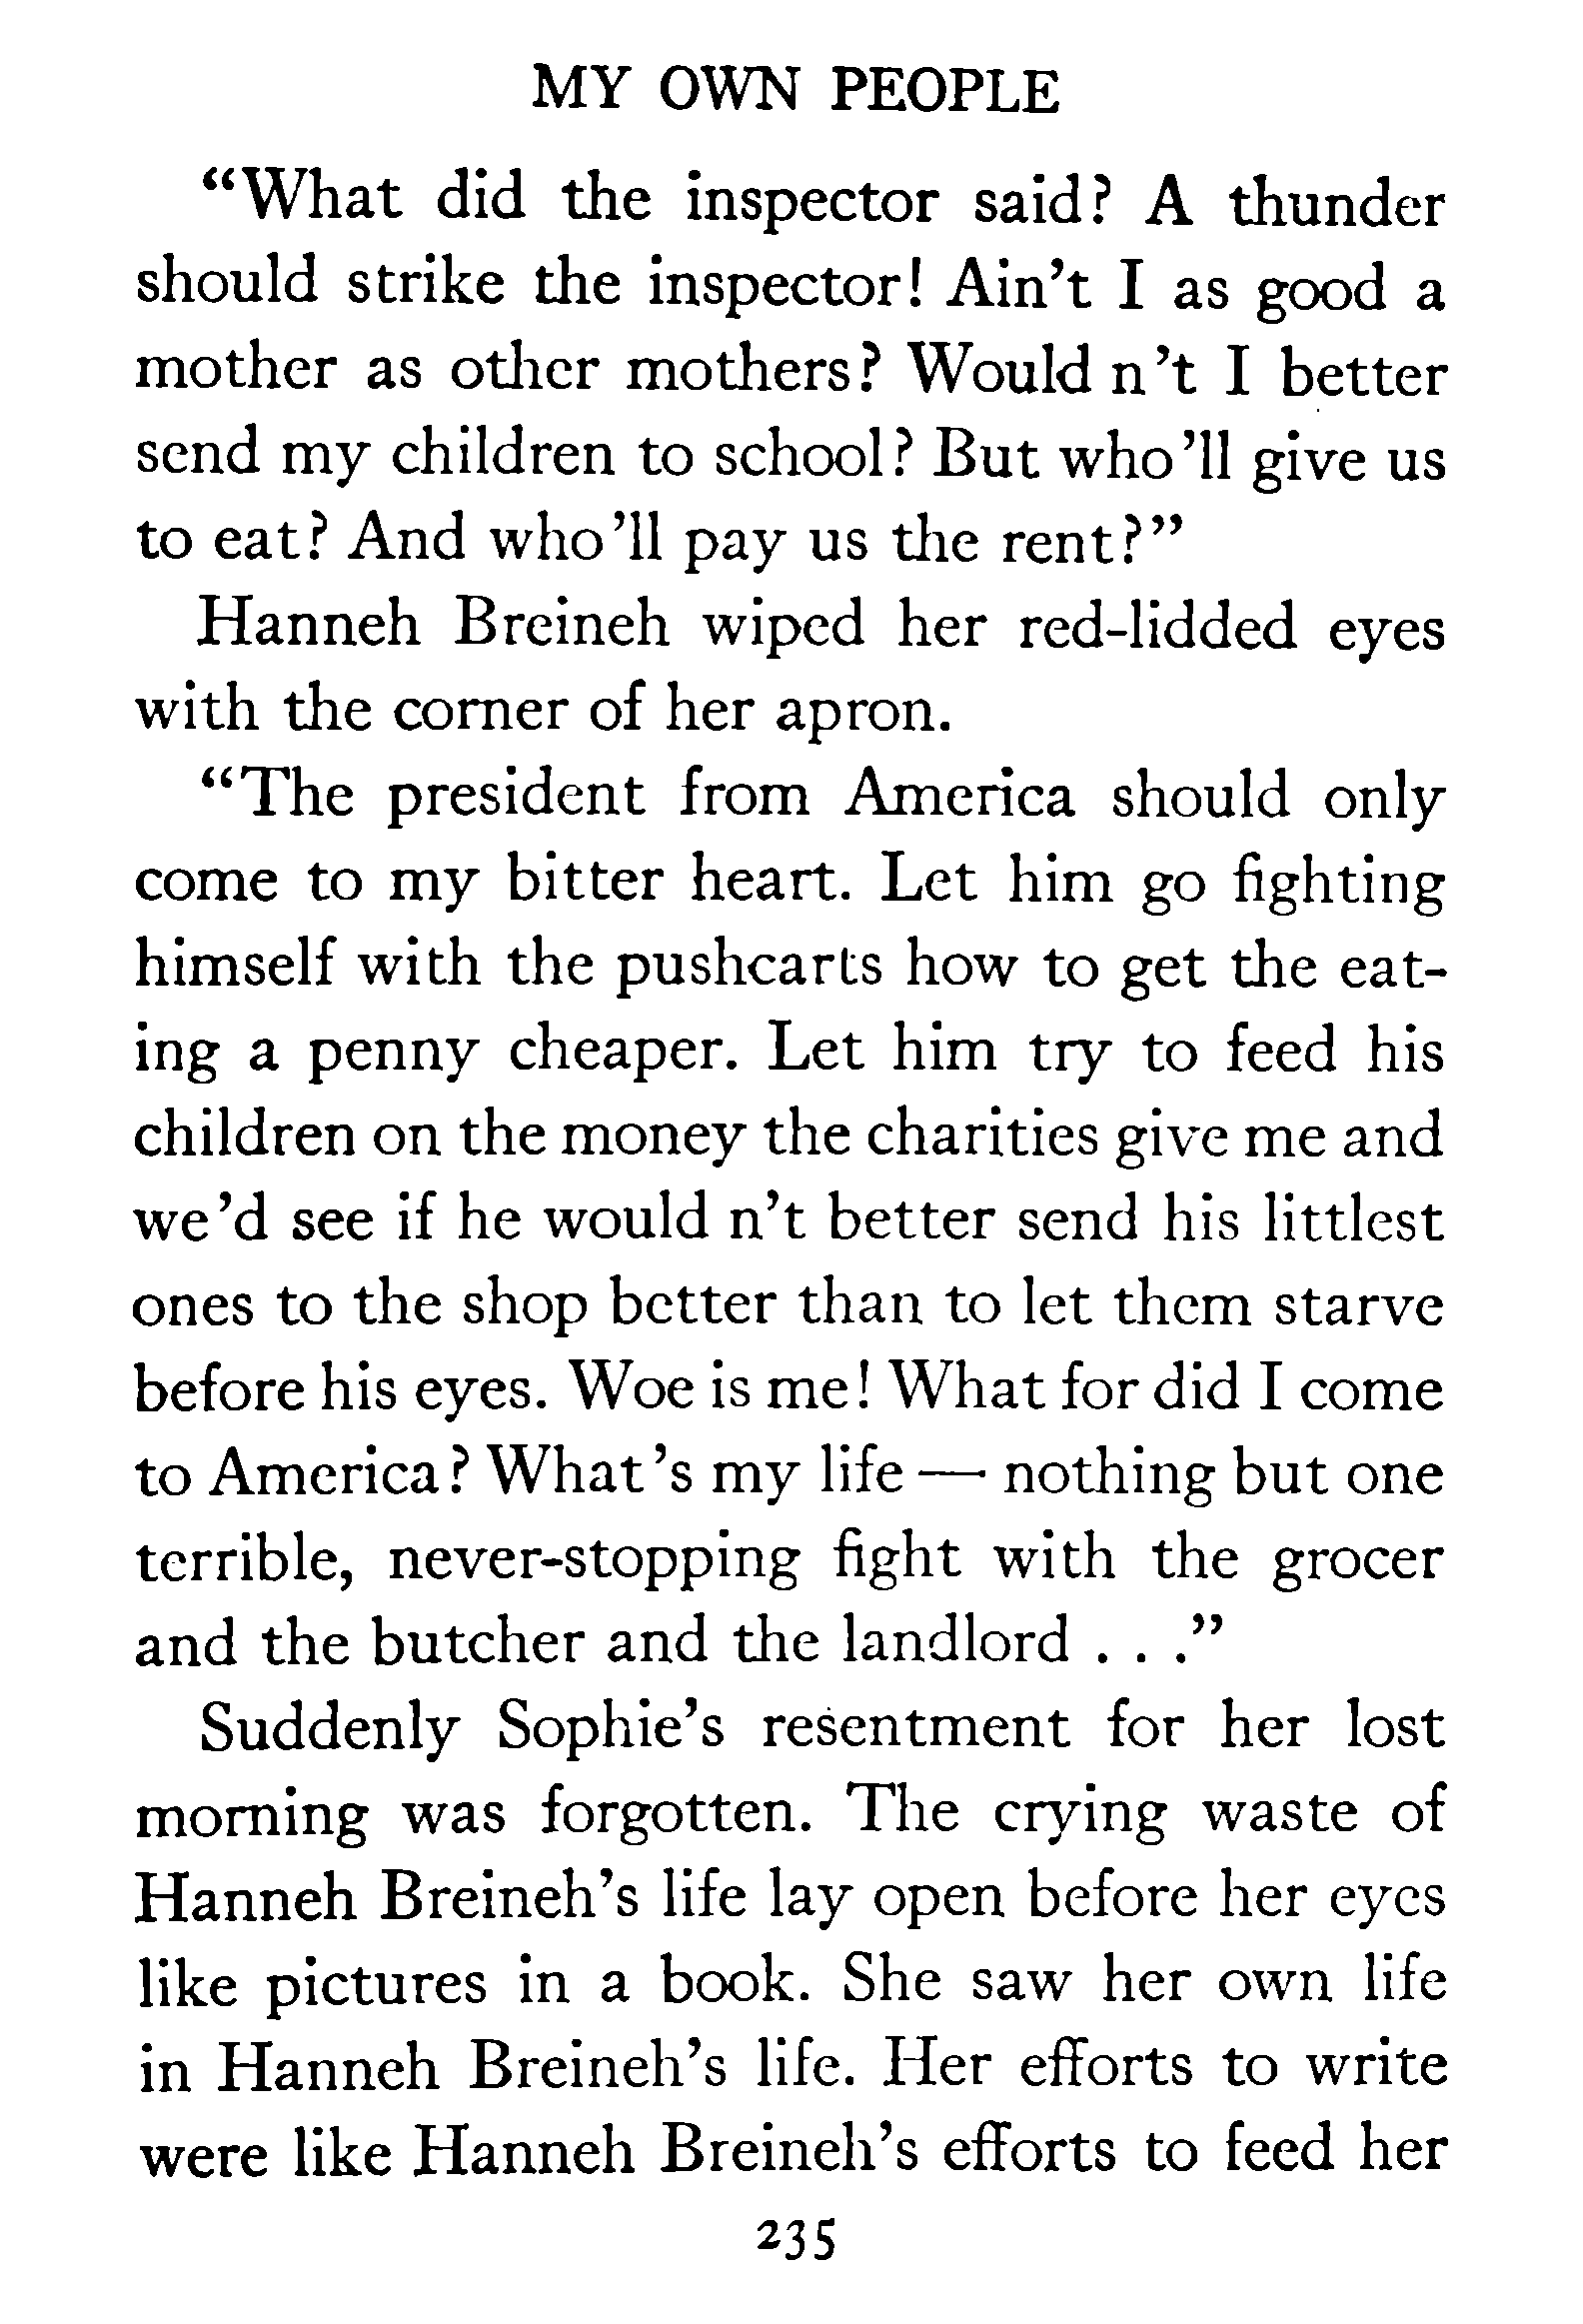 MY OWN PEOPLE
“What did the inspector said? A thunder
should strike the inspector! Ain’t I as good a
mother as other mothers? Would n’t I better
send my children to school? But who’ll give us
to eat? And who’ll pay us the rent?”
Hanneh Breineh wiped her red-lidded eyes
with the corner of her apron.
“The president from America should only
come to my bitter heart. Let him go fighting
himself with the pushcarts how to get the eat-
ing a penny cheaper. Let him try to feed his
children on the money the charities give me and
we’d see if he would n’t better send his littlest
ones to the shop better than to let them starve
before his eyes. Woe is me! What for did I come
to America? What’s my life — nothing but one
terrible, never-stopping fight with the grocer
and the butcher and the landlord . . .”
Suddenly Sophie’s resentment for her lost
morning was forgotten. The crying waste of
Hanneh Breineh’s life lay open before her eyes
like pictures in a book. She saw her own life
in Hanneh Breineh’s life. Her efforts to write
were like Hanneh Breineh’s efforts to feed her
235